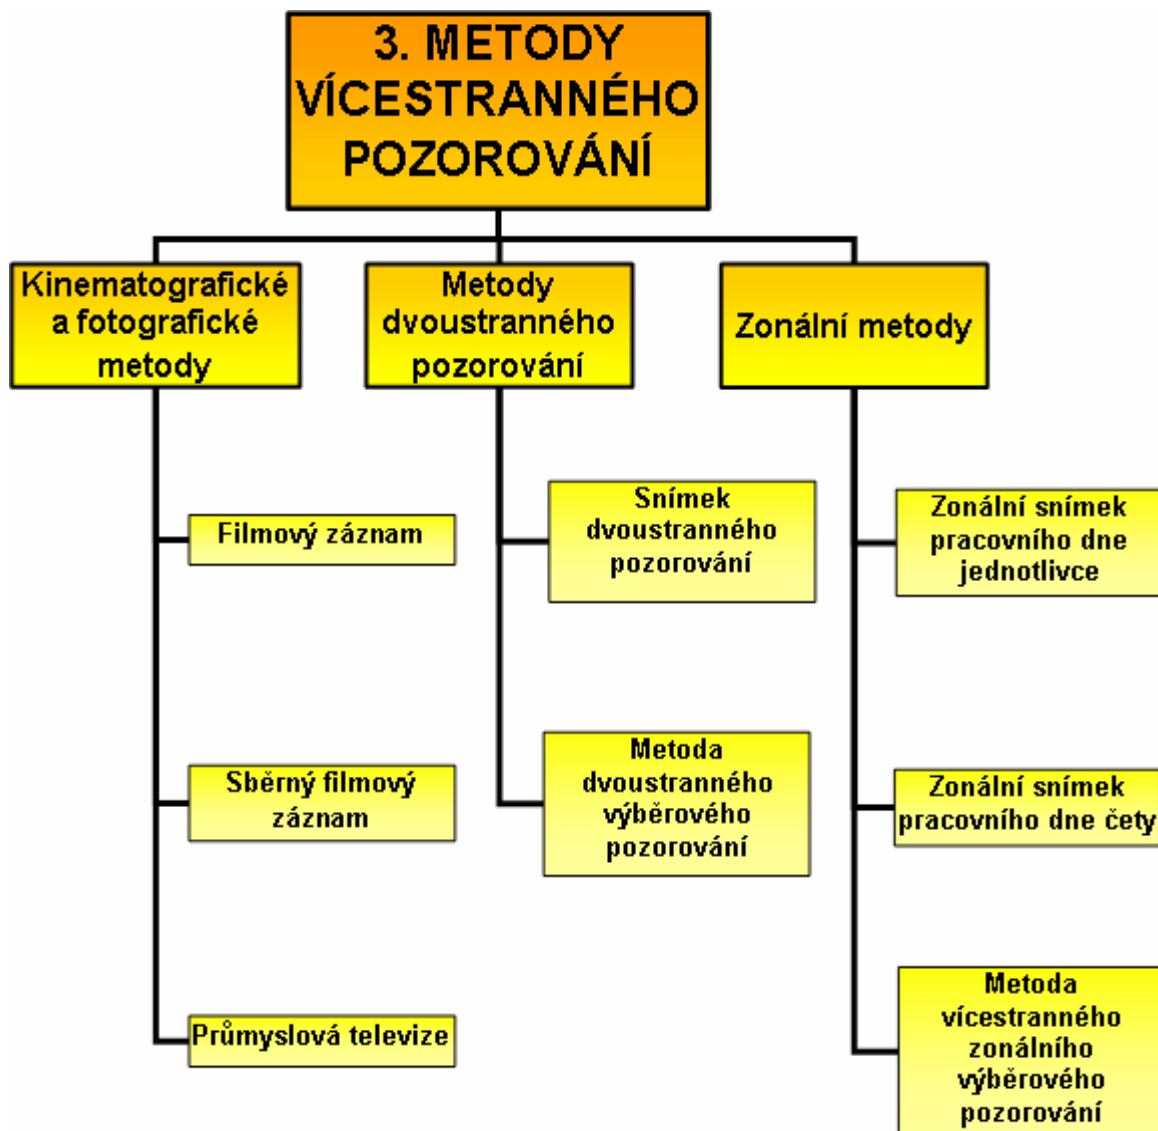 3. METODY
VÍCESTRANNÉHO
POZOROVÁNÍ
Kinematografické
a fotografické
metody
Metody
dvoustranného
pozorování
Zonální metody
Filmový záznam
Sběrný filmový
záznam
Průmyslová televize
Snímek
dvoustranného
pozorování
Metoda
dvoustranného
výběrového
pozorování
Zonální snímek
pracovního dne
jednotlivce
Zonální snímek
pracovního dne čety
Metoda
vícestranného
zonálního
výběrového
pozorování